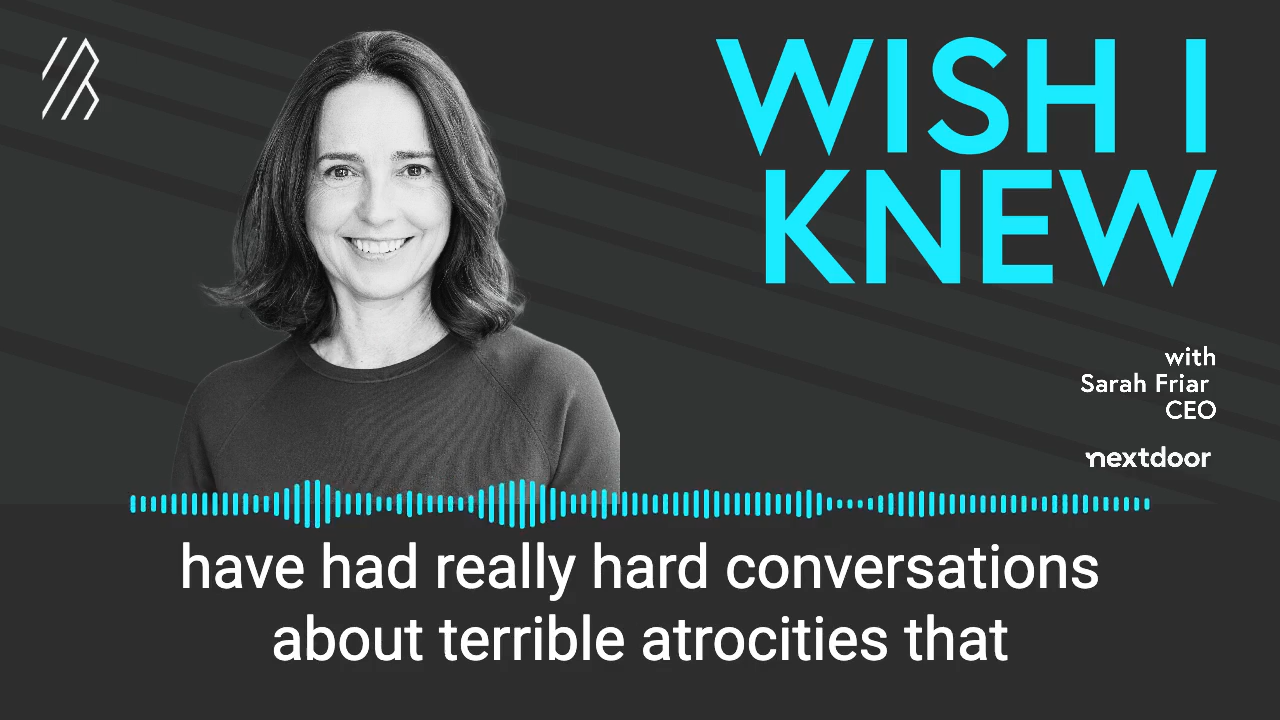 WISH I
KNEW
with
Sarah Friar
CEO
nextdoor
have had really hard conversations
about terrible atrocities that